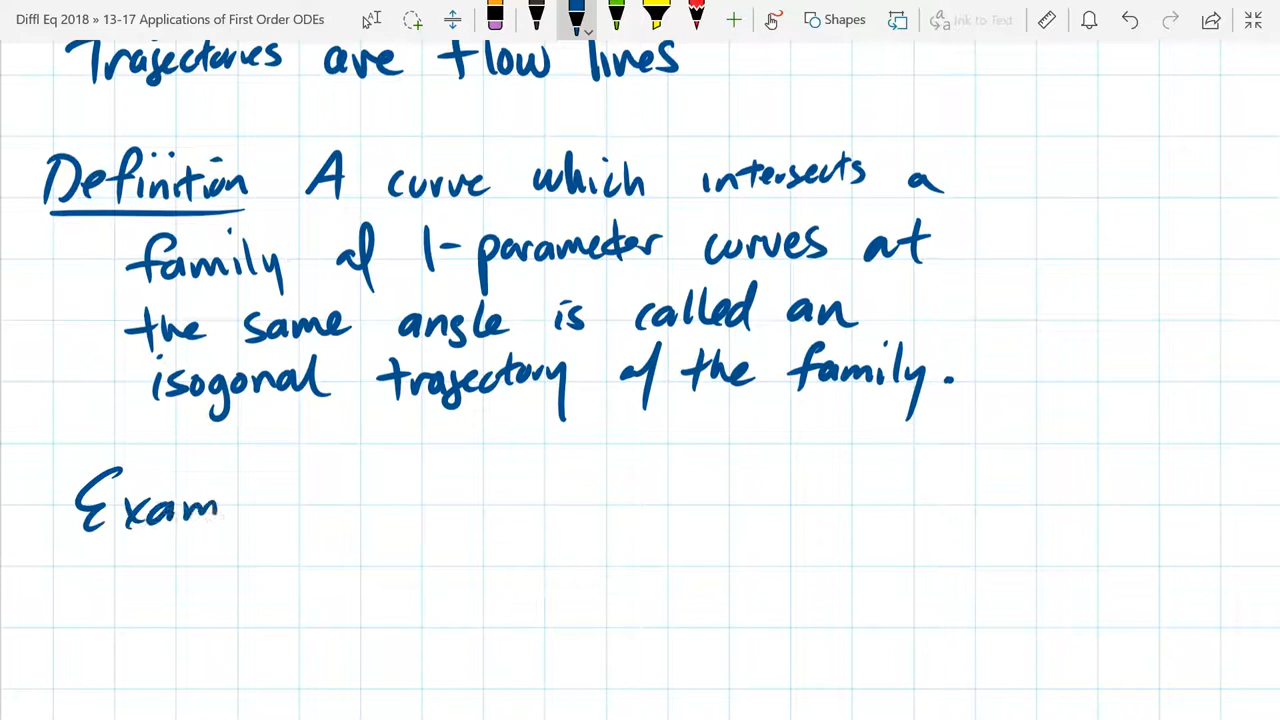 Diffl Eq 2018 » 13-17 Applications of First Order ODEs
Shapes
Ink to Text
Trajectories are flow lines
Definition A curve which intersects a
family of 1-parameter curves at
the same angle is called an
isogonal trajectory of the family.
Exam